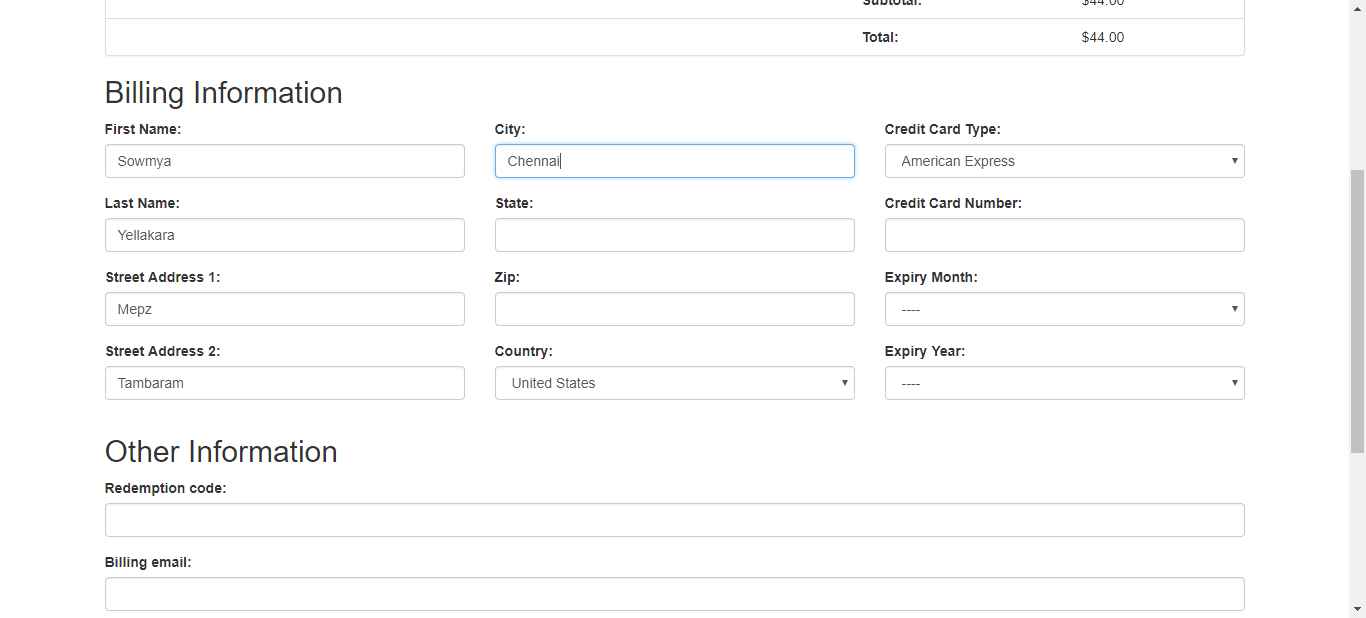 Subtotal: $44.00
Total: $44.00
Billing Information
First Name: City: Credit Card Type:
Sowmya Chennai American Express
Last Name: State: Credit Card Number:
Yellakara
Street Address 1: Zip: Expiry Month:
Mepz ----
Street Address 2: Country: Expiry Year:
Tambaram United States ----
Other Information
Redemption code:
Billing email: